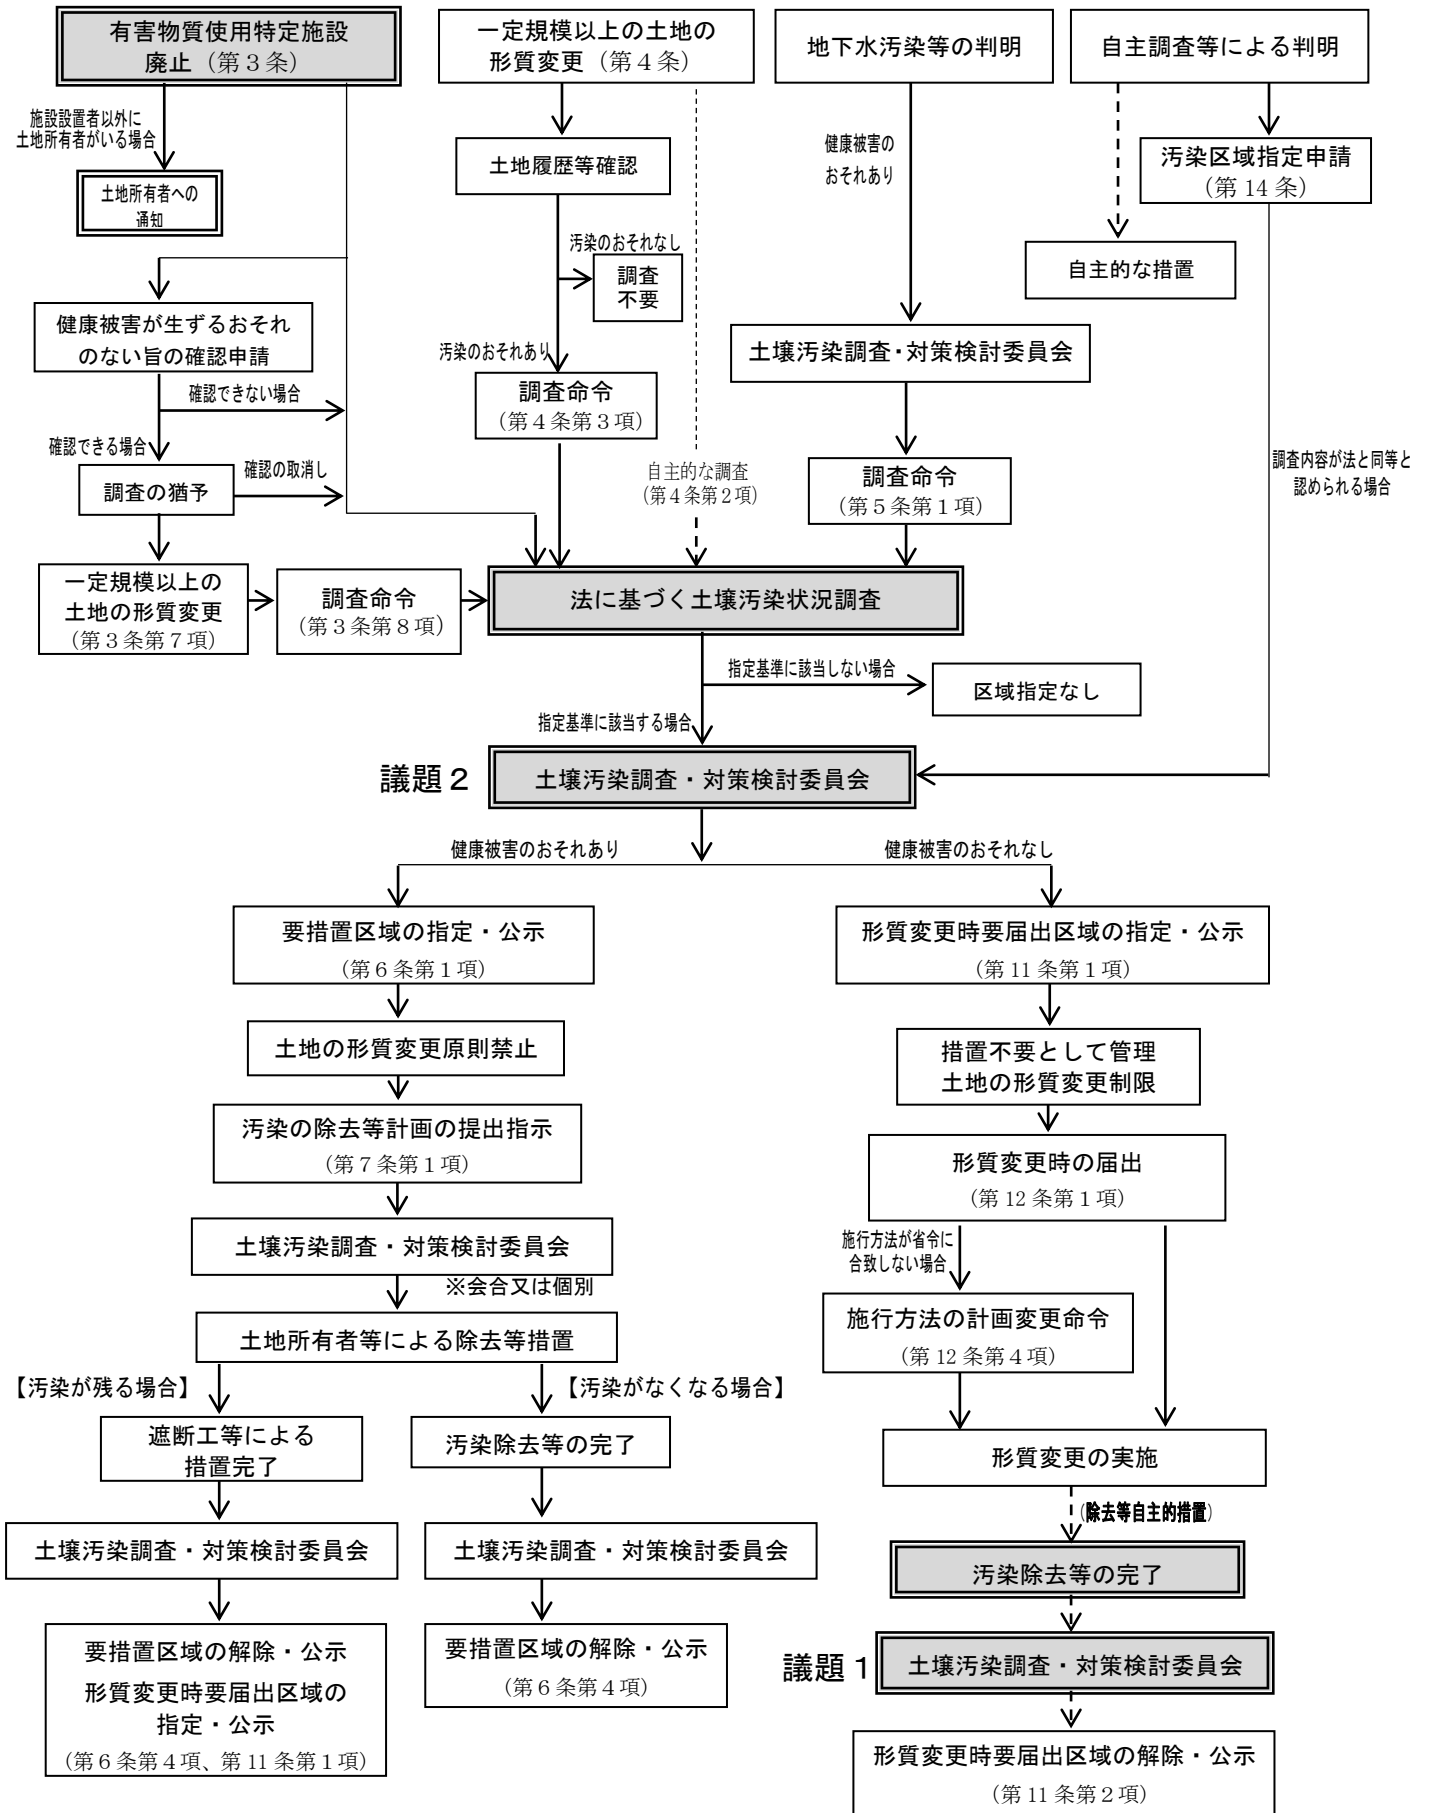 有害物質使用特定施設
廃止（第３条）
一定規模以上の土地の
形質変更（第４条）
地下水汚染等の判明
自主調査等による判明
施設設置者以外に
土地所有者がいる場合
土地所有者への
通知
土地履歴等確認
健康被害の
おそれあり
汚染区域指定申請
（第 14 条）
汚染のおそれなし
調査
不要
自主的な措置
健康被害が生ずるおそれ
のない旨の確認申請
汚染のおそれあり
土壌汚染調査・対策検討委員会
確認できない場合
調査命令
（第４条第３項）
確認できる場合
確認の取消し
調査の猶予
自主的な調査
（第４条第２項）
調査命令
（第５条第１項）
調査内容が法と同等と
認められる場合
一定規模以上の
土地の形質変更
（第３条第７項）
調査命令
（第３条第８項）
法に基づく土壌汚染状況調査
指定基準に該当しない場合
区域指定なし
指定基準に該当する場合
議題２
土壌汚染調査・対策検討委員会
健康被害のおそれあり
健康被害のおそれなし
要措置区域の指定・公示
（第６条第１項）
形質変更時要届出区域の指定・公示
（第 11 条第１項）
土地の形質変更原則禁止
措置不要として管理
土地の形質変更制限
汚染の除去等計画の提出指示
（第７条第１項）
形質変更時の届出
（第 12 条第１項）
土壌汚染調査・対策検討委員会
※会合又は個別
施行方法が省令に
合致しない場合
土地所有者等による除去等措置
施行方法の計画変更命令
（第 12 条第４項）
【汚染が残る場合】
【汚染がなくなる場合】
遮断工等による
措置完了
汚染除去等の完了
形質変更の実施
（除去等自主的措置）
土壌汚染調査・対策検討委員会
土壌汚染調査・対策検討委員会
汚染除去等の完了
要措置区域の解除・公示
形質変更時要届出区域の
指定・公示
（第６条第４項、第 11 条第１項）
要措置区域の解除・公示
（第６条第４項）
議題１
土壌汚染調査・対策検討委員会
形質変更時要届出区域の解除・公示
（第 11 条第２項）